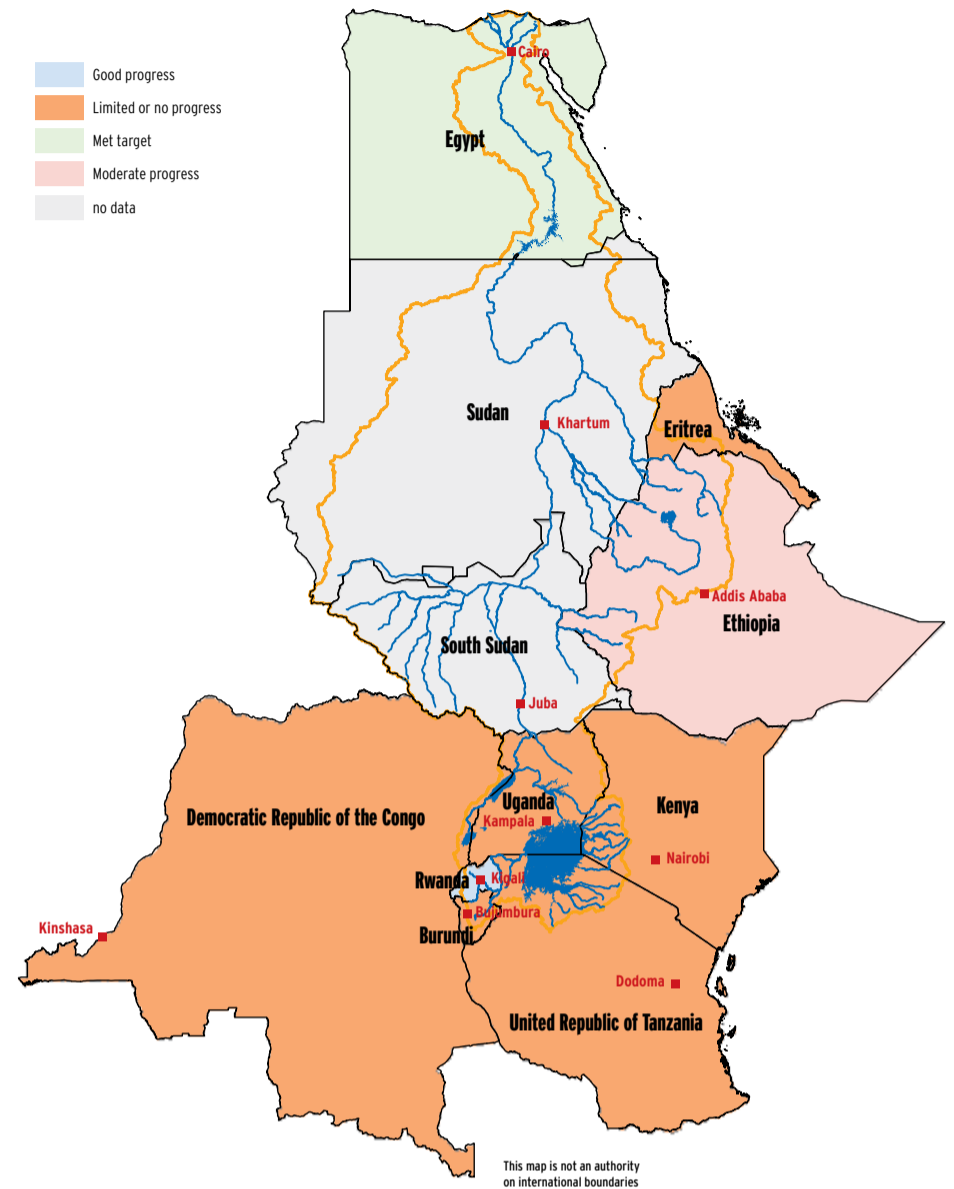 Cairo
Good progress
Limited or no progress
Met target
Egypt
Moderate progress
no data
Sudan
Khartum
Eritrea
Addis Ababa
Ethiopia
South Sudan
Juba
Uganda
Kenya
Democratic Republic of the Congo
Kampala
Nairobi
Rwanda
Kigali
Bujumbura
Kinshasa
Burundi
Dodoma
United Republic of Tanzania
This map is not an authority
on international boundaries